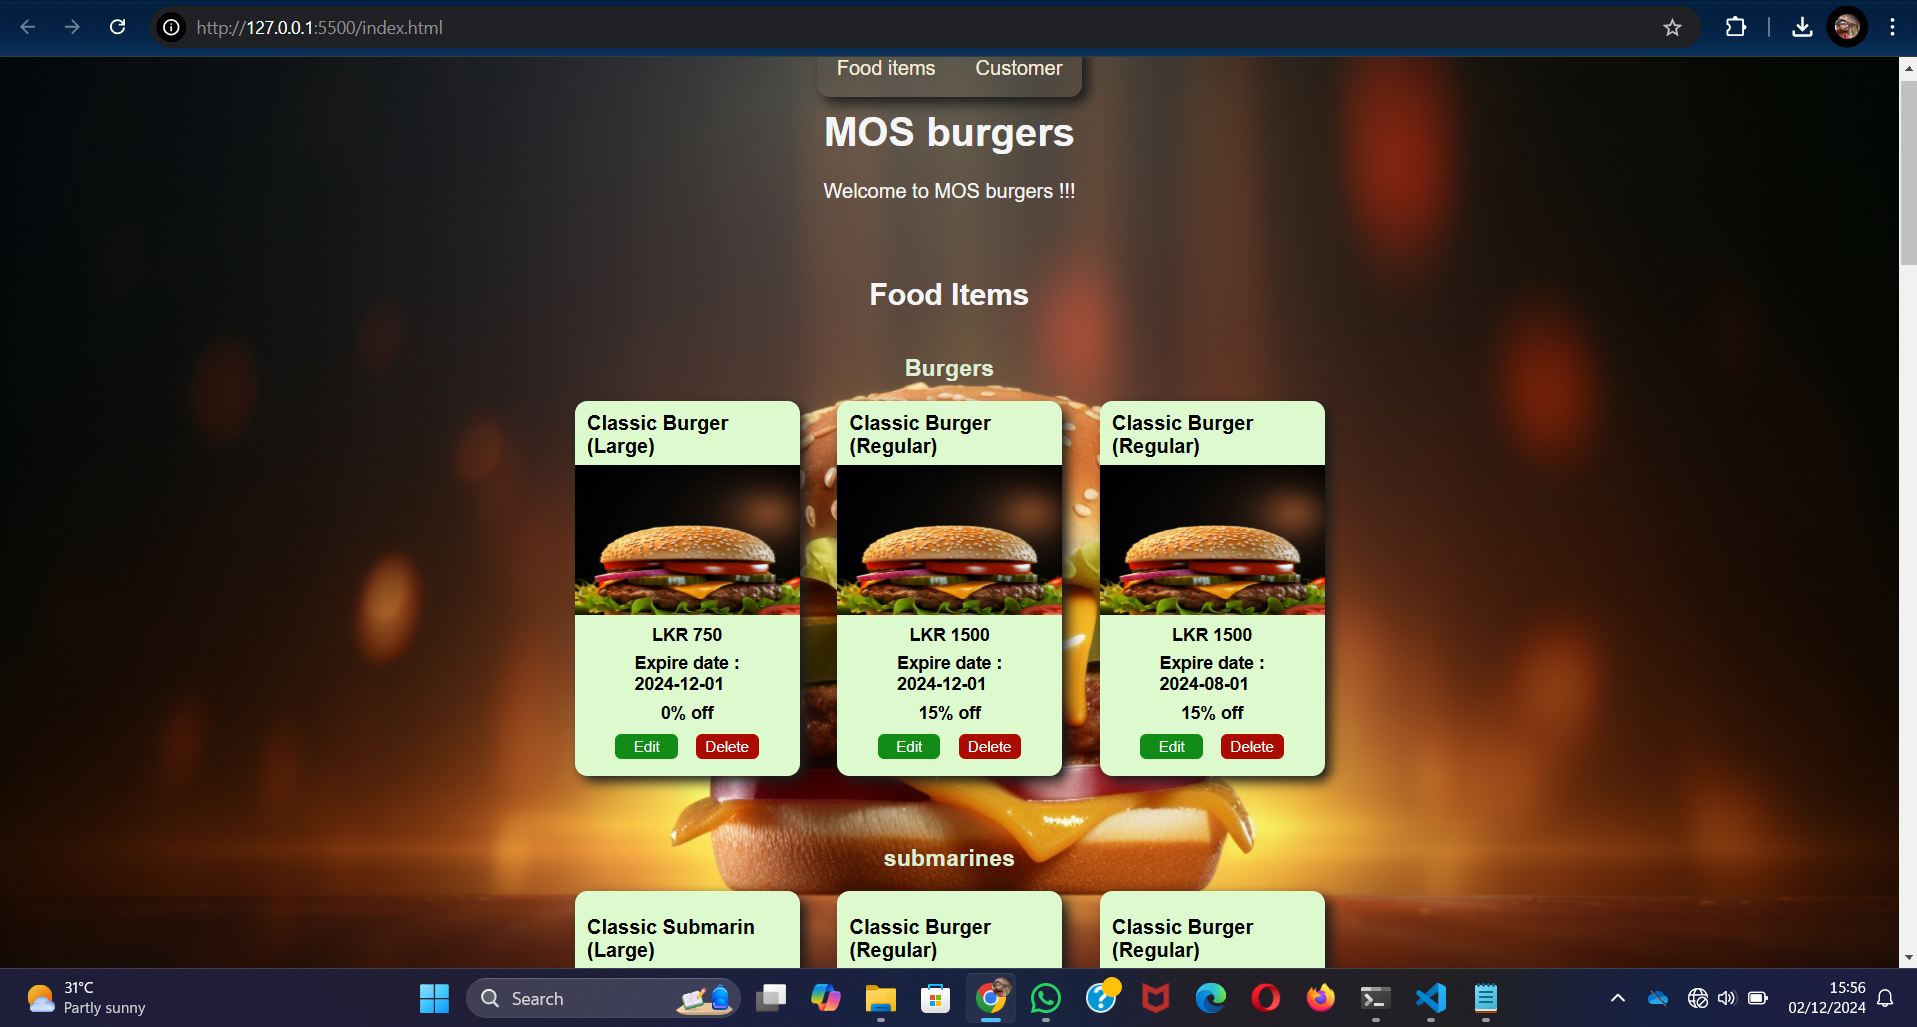 http://127.0.0.1:5500/index.html
Food items Customer
MOS burgers
Welcome to MOS burgers !!!
Food Items
Burgers
Classic Burger
(Large)
LKR 750
Expire date :
2024-12-01
0% off
Edit Delete
Classic Burger
(Regular)
LKR 1500
Expire date :
2024-12-01
15% off
Edit Delete
Classic Burger
(Regular)
LKR 1500
Expire date :
2024-08-01
15% off
Edit Delete
submarines
Classic Submarin
(Large)
Classic Burger
(Regular)
Classic Burger
(Regular)
31°C
Partly sunny
Search
15:56
02/12/2024